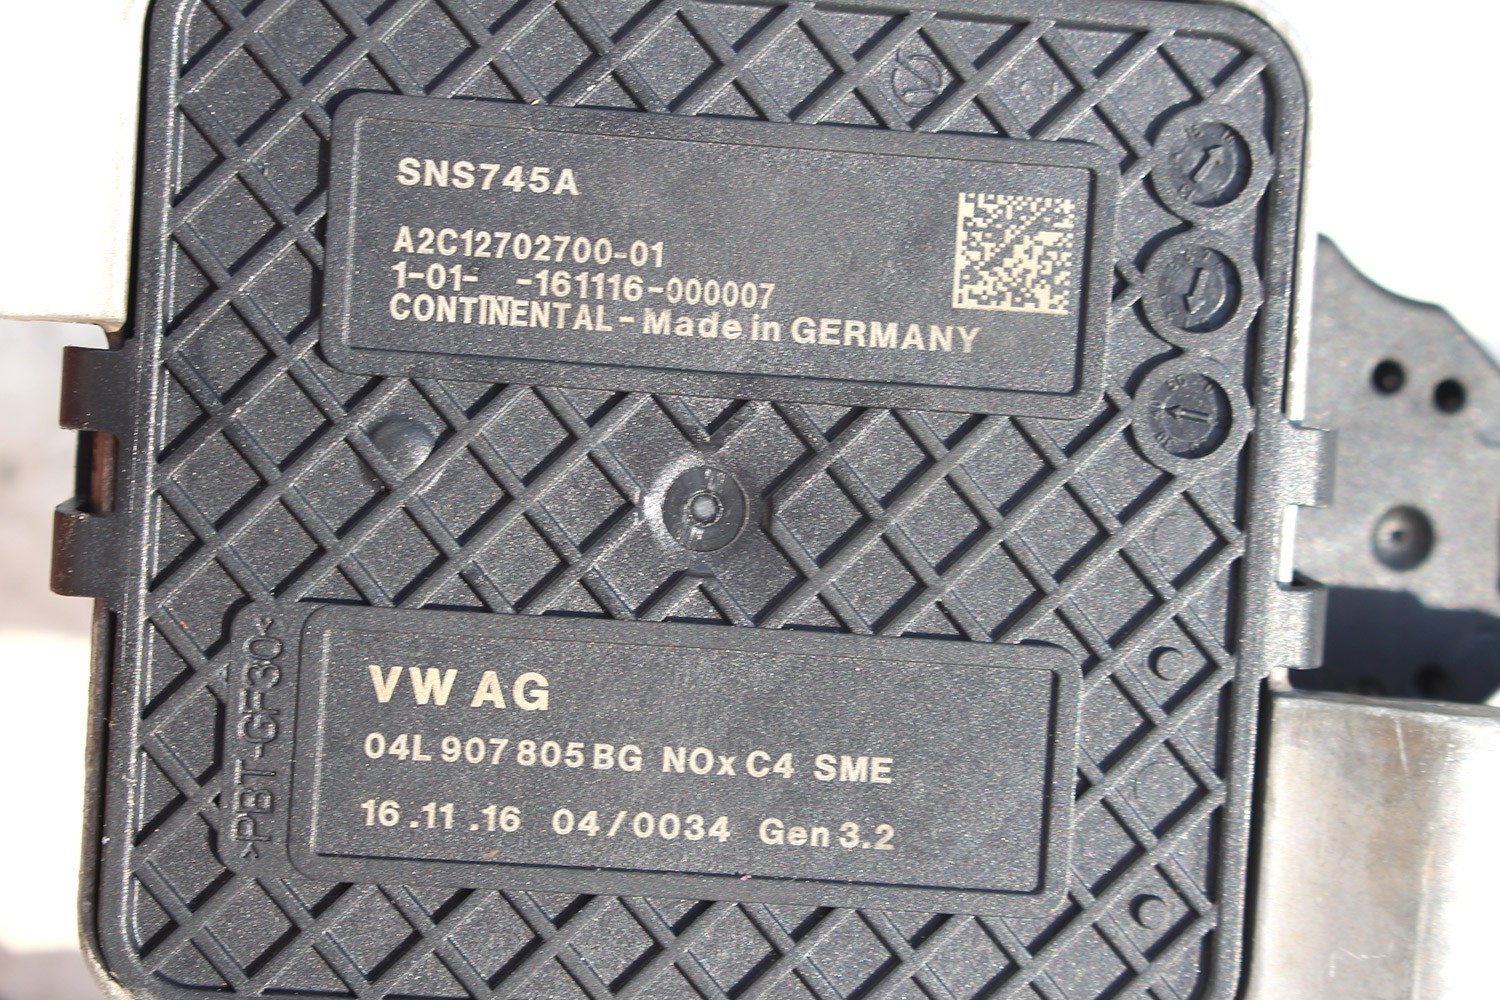 SNS745A
A2C12702700-01
1-01-   -161116-000007
CONTINENTAL - Made in GERMANY
>PBT-GF30<
VW AG
04L 907 805 BG NOx C4 SME
16.11.16 04/0034 Gen 3.2